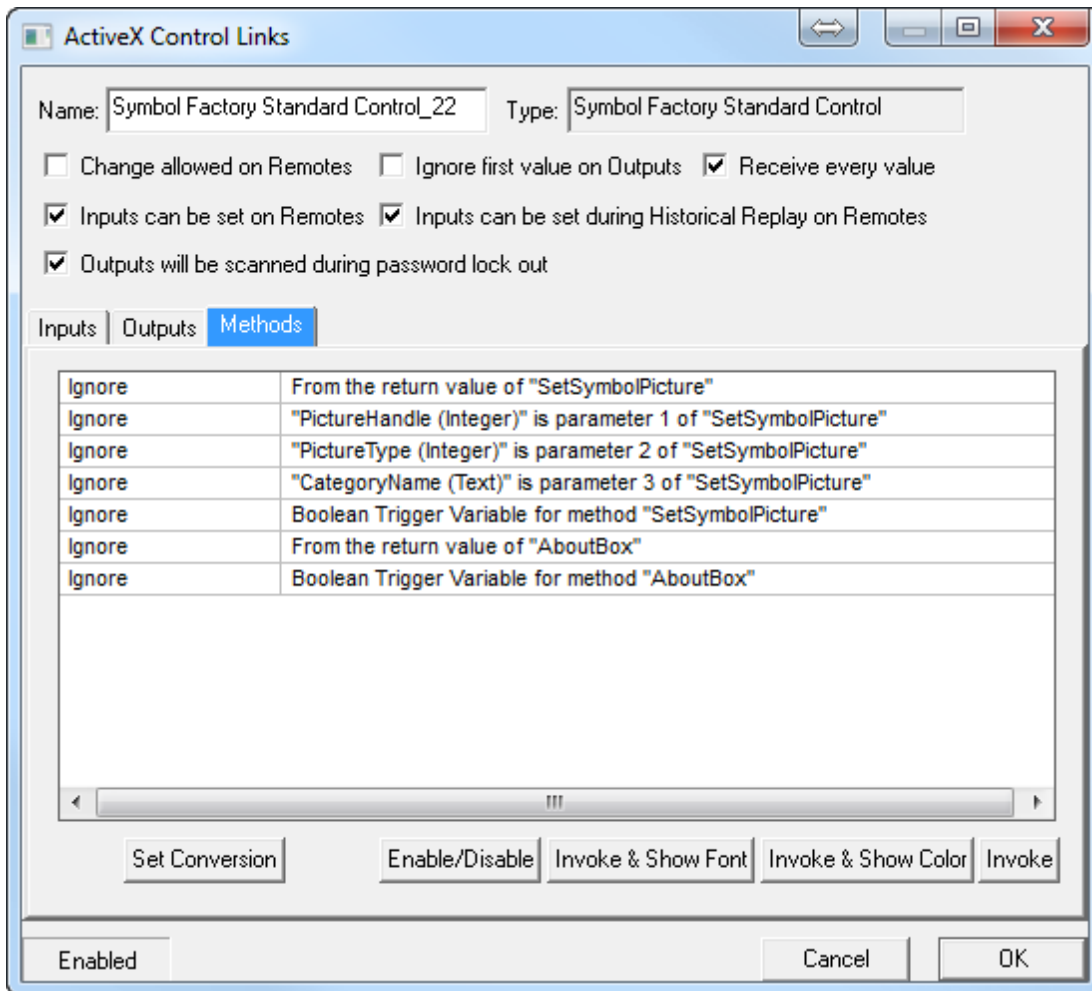 ActiveX Control Links
Name: Symbol Factory Standard Control_22 Type: Symbol Factory Standard Control
Change allowed on Remotes Ignore first value on Outputs Receive every value
Inputs can be set on Remotes Inputs can be set during Historical Replay on Remotes
Outputs will be scanned during password lock out
Inputs Outputs Methods
Ignore From the return value of "SetSymbolPicture"
Ignore "PictureHandle (Integer)" is parameter 1 of "SetSymbolPicture"
Ignore "PictureType (Integer)" is parameter 2 of "SetSymbolPicture"
Ignore "CategoryName (Text)" is parameter 3 of "SetSymbolPicture"
Ignore Boolean Trigger Variable for method "SetSymbolPicture"
Ignore From the return value of "AboutBox"
Ignore Boolean Trigger Variable for method "AboutBox"
Set Conversion Enable/Disable Invoke & Show Font Invoke & Show Color Invoke
Enabled Cancel OK